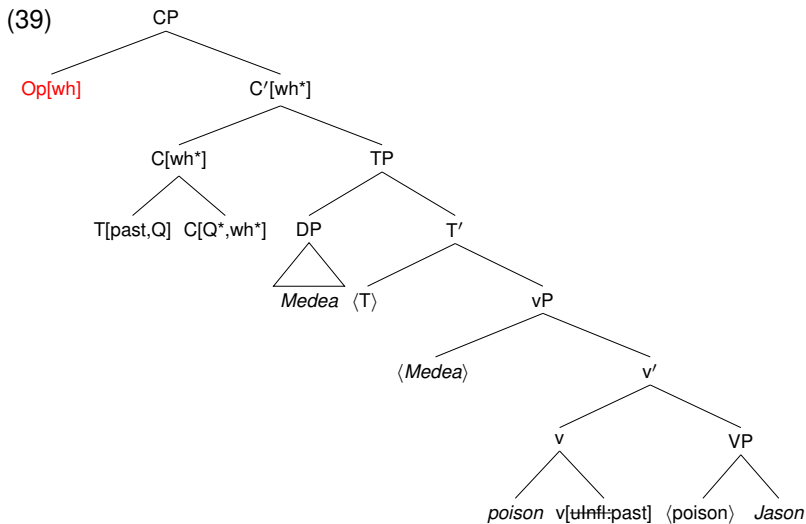 (39)
CP
Op[wh] C′[wh*]
C[wh*] TP
T[past,Q] C[Q*,wh*] DP T′
Medea ⟨T⟩ vP
⟨Medea⟩ v′
v VP
poison v[uInfl:past] ⟨poison⟩ Jason